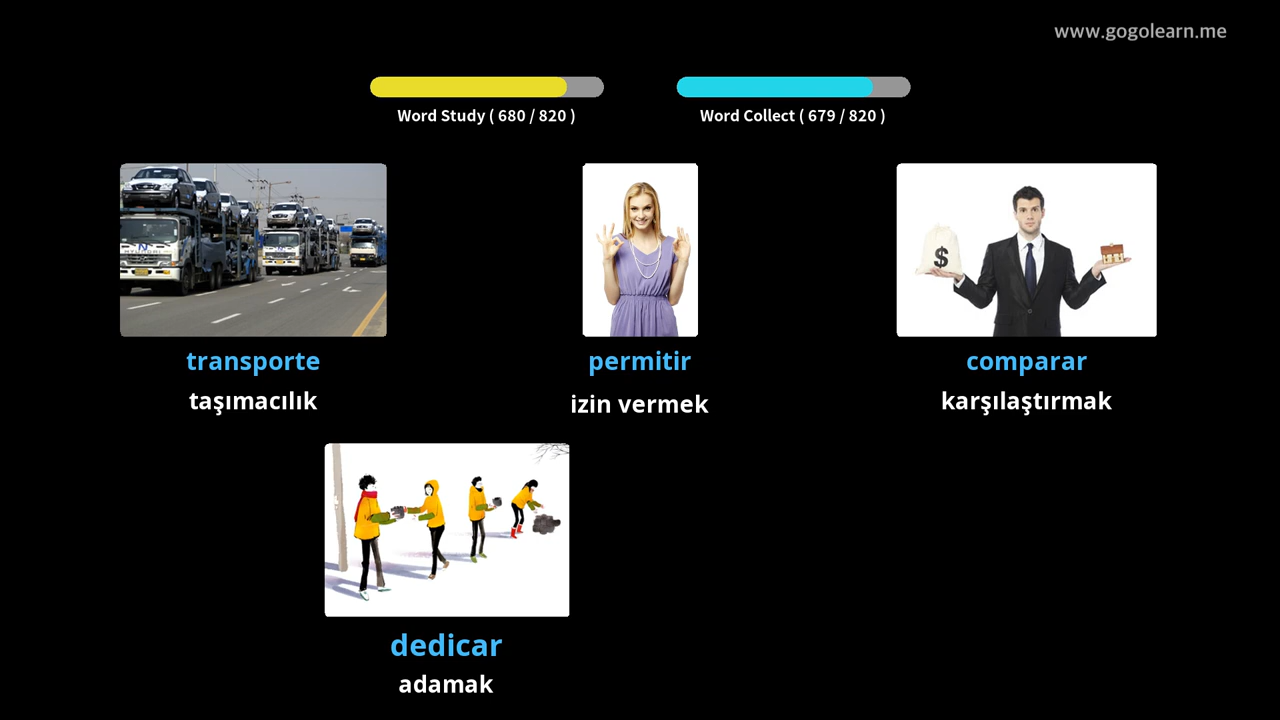 www.gogolearn.me
Word Study ( 680 / 820 )
Word Collect ( 679 / 820 )
transporte
taşımacılık
permitir
izin vermek
comparar
karşılaştırmak
$
dedicar
adamak